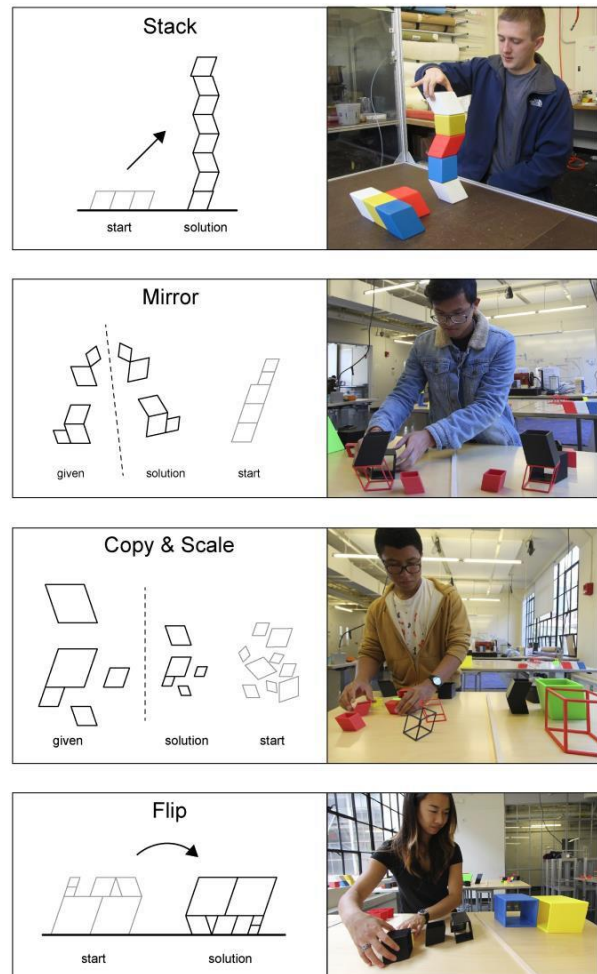 Stack
start
solution
Mirror
given
solution
start
Copy & Scale
given
solution
start
Flip
start
solution